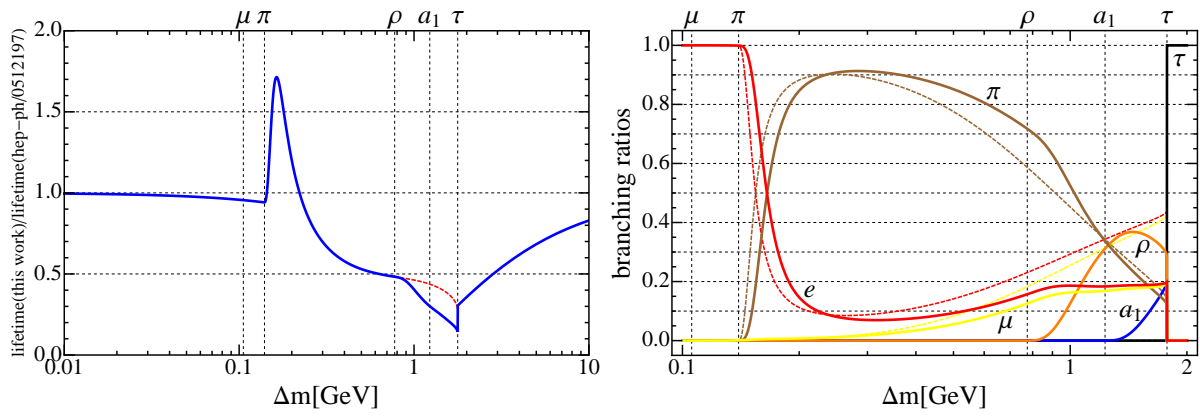 μ π ρ a1 τ
2.0
1.5
1.0
0.5
0.0
lifetime(this work)/lifetime(hep−ph/0512197)
0.01 0.1 1 10
Δm[GeV]
μ π ρ a1 τ
1.0
0.8
0.6
0.4
0.2
0.0
branching ratios
τ
π
ρ
e
μ
a1
0.1 1 2
Δm[GeV]